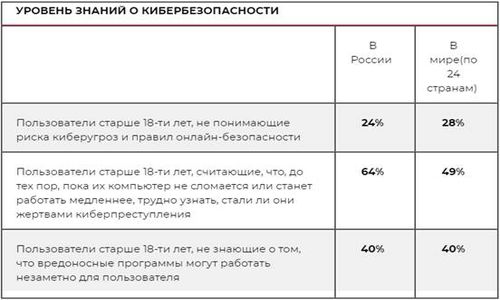 УРОВЕНЬ ЗНАНИЙ О КИБЕРБЕЗОПАСНОСТИ
В
России
В
мире(по
24
странам)
Пользователи старше 18-ти лет, не понимающие
риска киберугроз и правил онлайн-безопасности
24%
28%
Пользователи старше 18-ти лет, считающие, что, до
тех пор, пока их компьютер не сломается или станет
работать медленнее, трудно узнать, стали ли они
жертвами киберпреступления
64%
49%
Пользователи старше 18-ти лет, не знающие о том,
что вредоносные программы могут работать
незаметно для пользователя
40%
40%